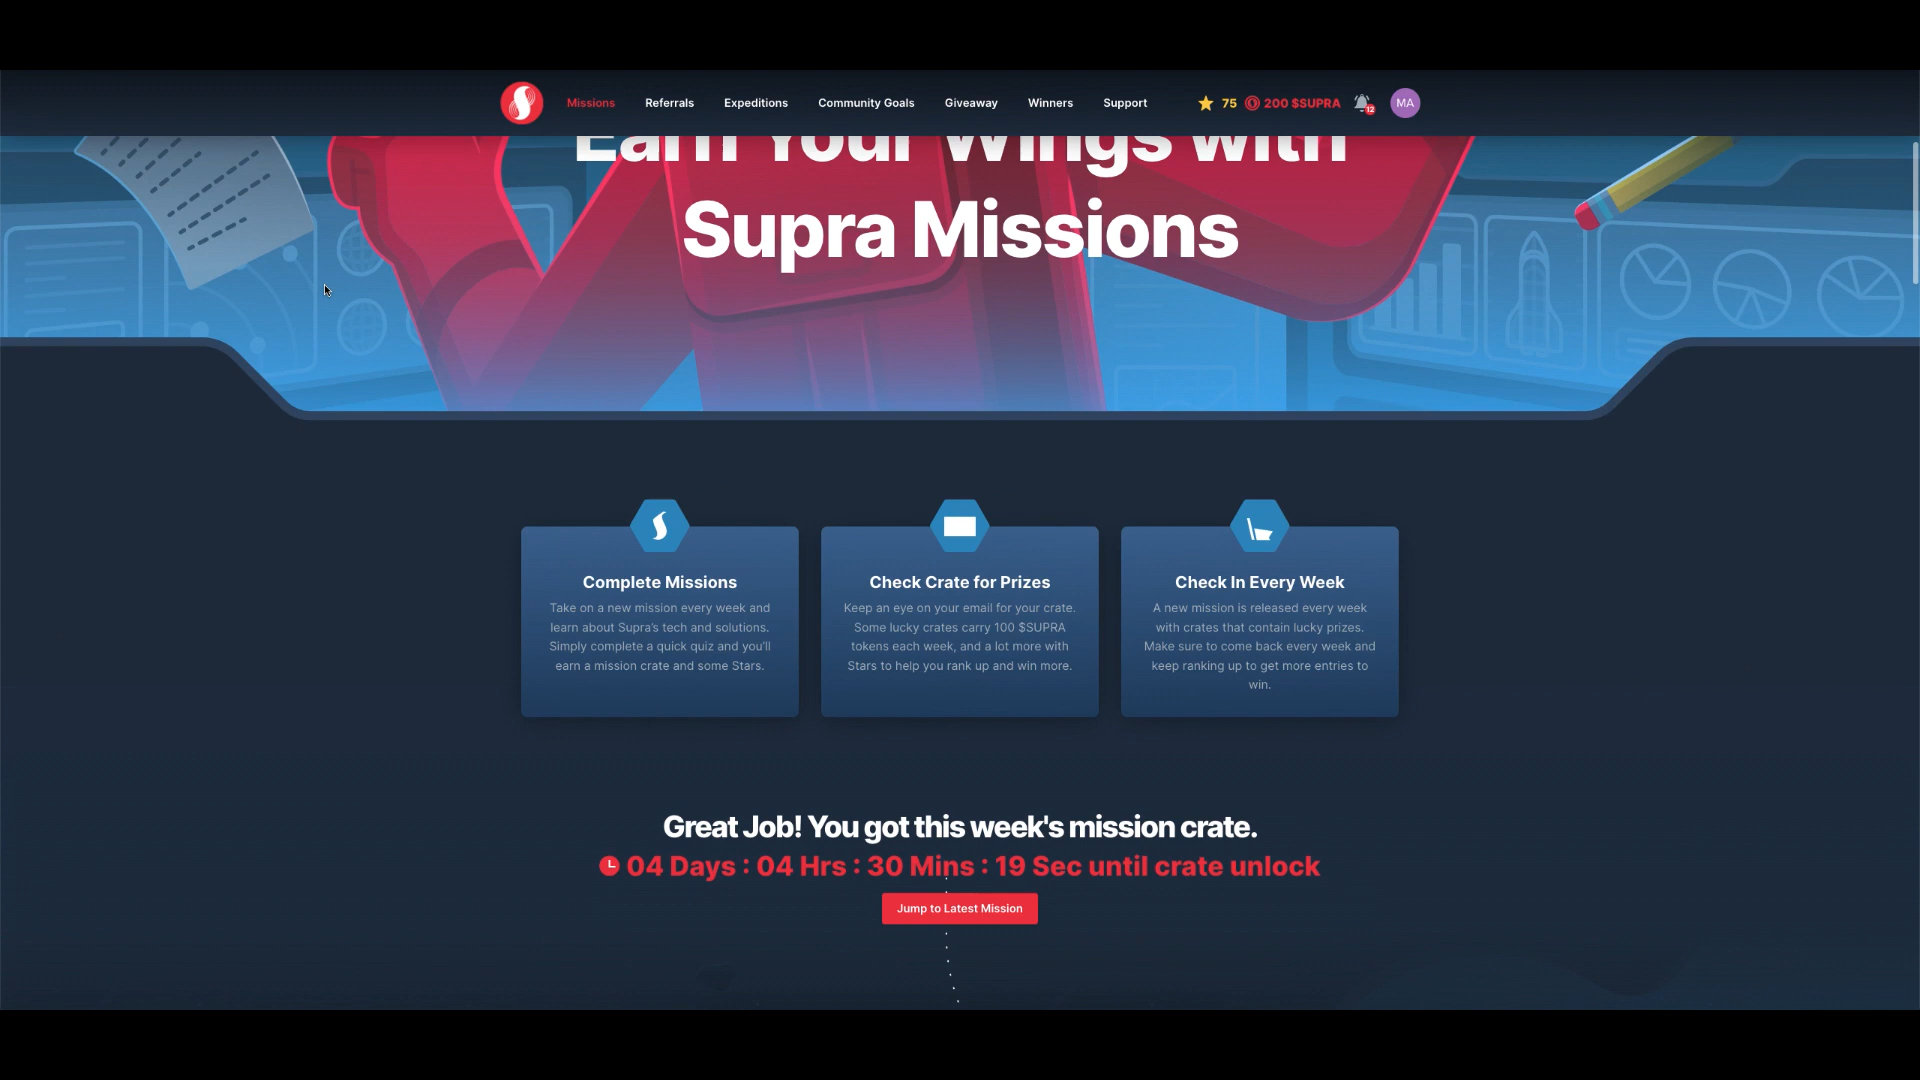 Missions Referrals Expeditions Community Goals Giveaway Winners Support 75 200 $SUPRA 12 MA
Earn Your Wings with
Supra Missions
Complete Missions
Take on a new mission every week and
learn about Supra's tech and solutions.
Simply complete a quick quiz and you'll
earn a mission crate and some Stars.
Check Crate for Prizes
Keep an eye on your email for your crate.
Some lucky crates carry 100 $SUPRA
tokens each week, and a lot more with
Stars to help you rank up and win more.
Check In Every Week
A new mission is released every week
with crates that contain lucky prizes.
Make sure to come back every week and
keep ranking up to get more entries to
win.
Great Job! You got this week's mission crate.
04 Days : 04 Hrs : 30 Mins : 19 Sec until crate unlock
Jump to Latest Mission